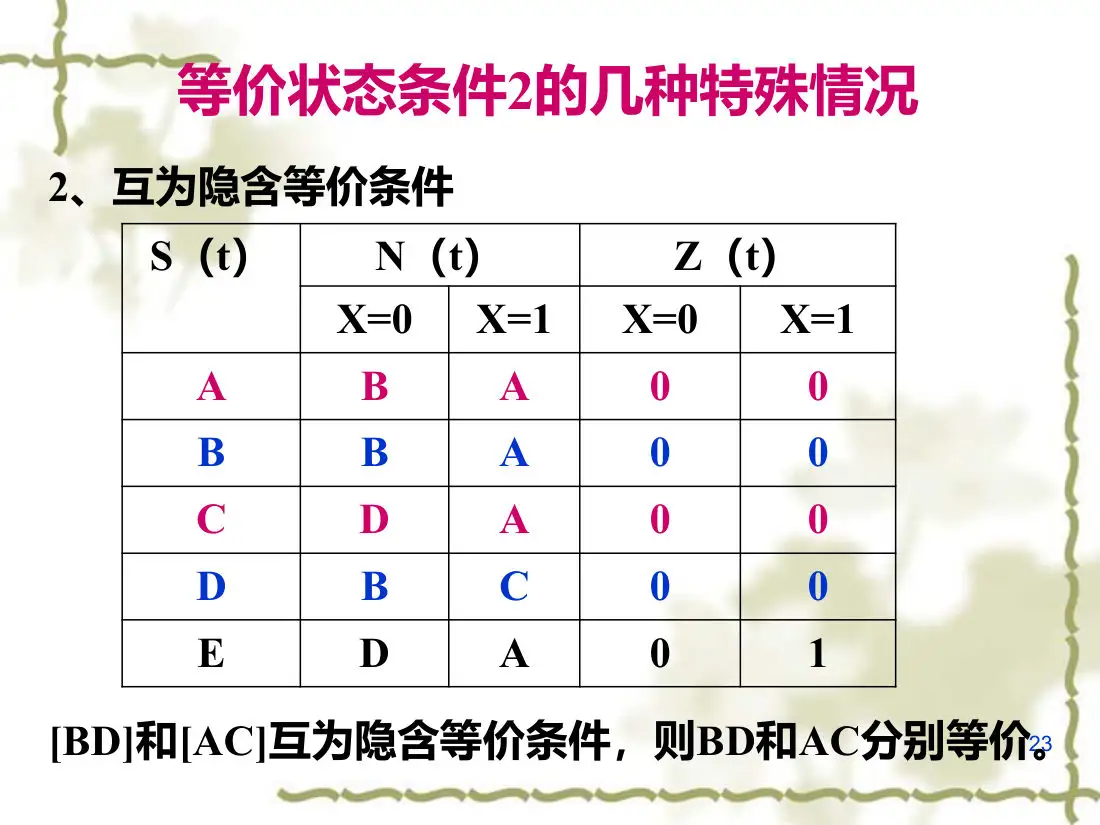 等价状态条件2的几种特殊情况
2、互为隐含等价条件
S（t） N（t） Z（t）
X=0 X=1 X=0 X=1
A B A 0 0
B B A 0 0
C D A 0 0
D B C 0 0
E D A 0 1
[BD]和[AC]互为隐含等价条件，则BD和AC分别等价。
23